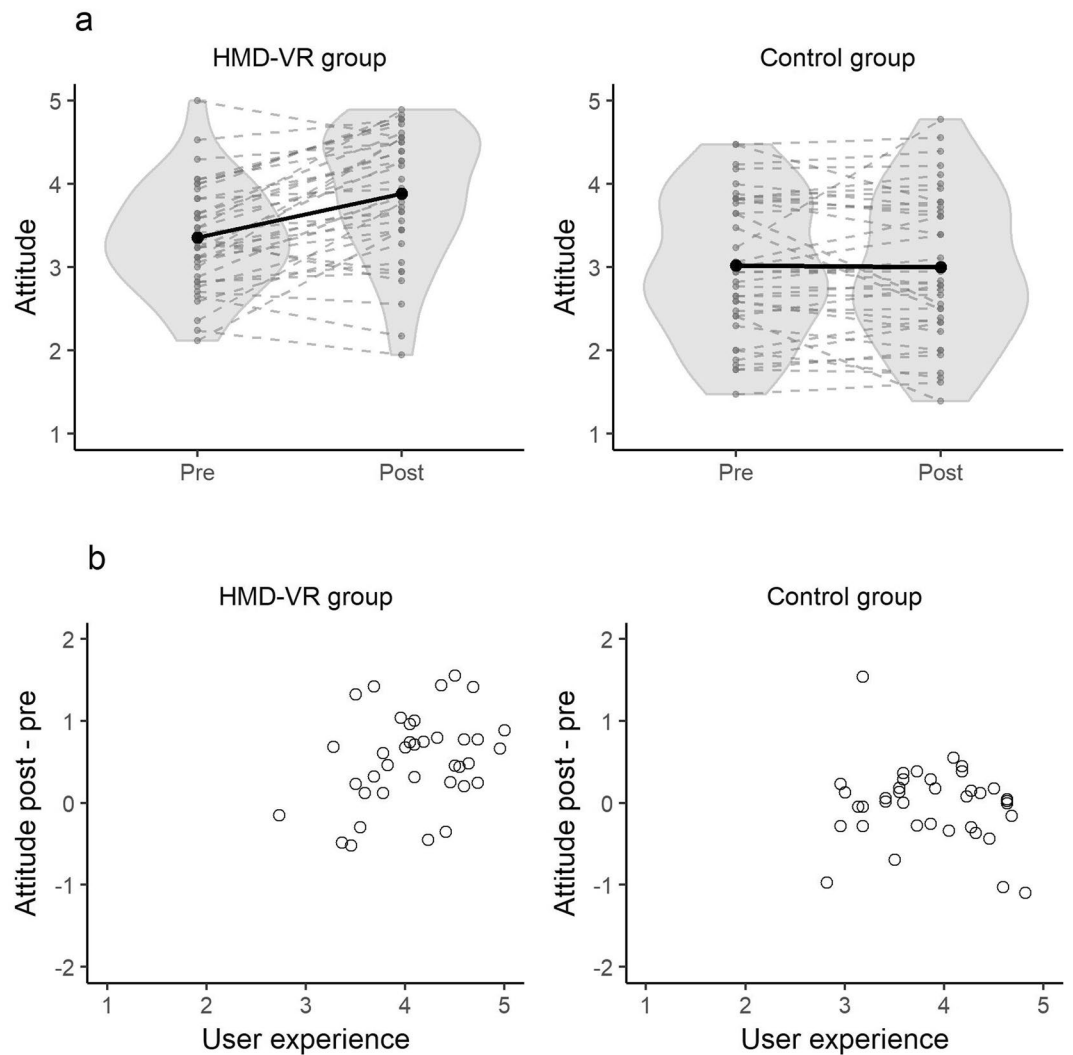 a
HMD-VR group
Control group
Attitude
5
4
3
2
1
Pre
Post
Attitude
5
4
3
2
1
Pre
Post
b
HMD-VR group
Control group
Attitude post - pre
2
1
0
-1
-2
1
2
3
4
5
User experience
Attitude post - pre
2
1
0
-1
-2
1
2
3
4
5
User experience